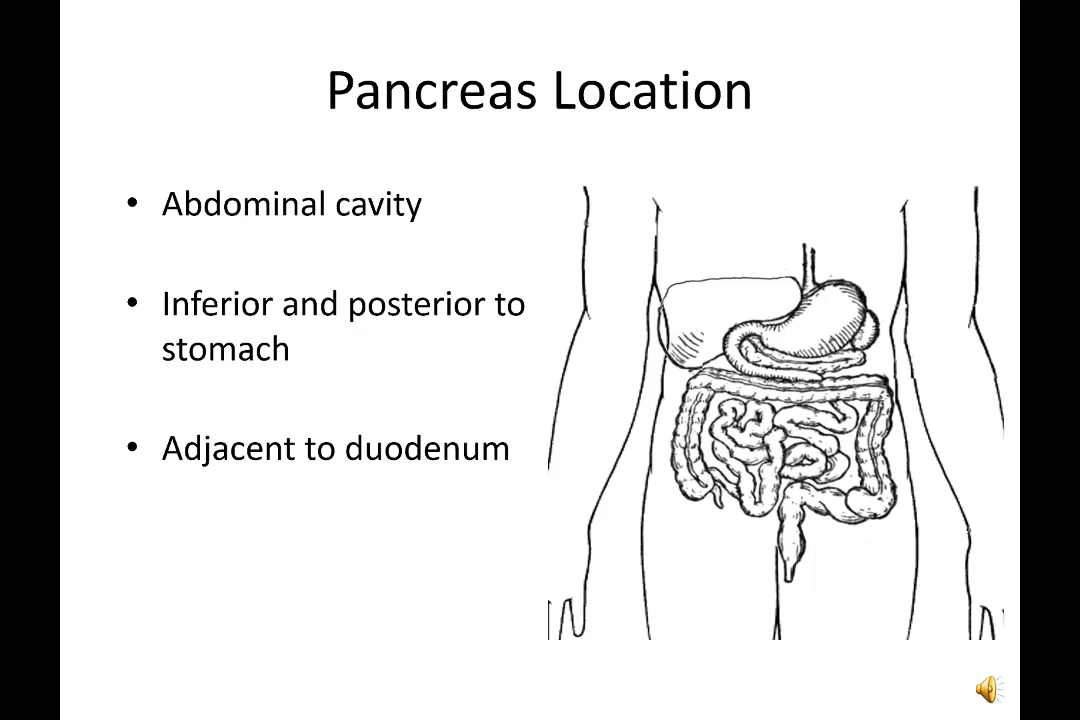 Pancreas Location
• Abdominal cavity
• Inferior and posterior to
stomach
• Adjacent to duodenum